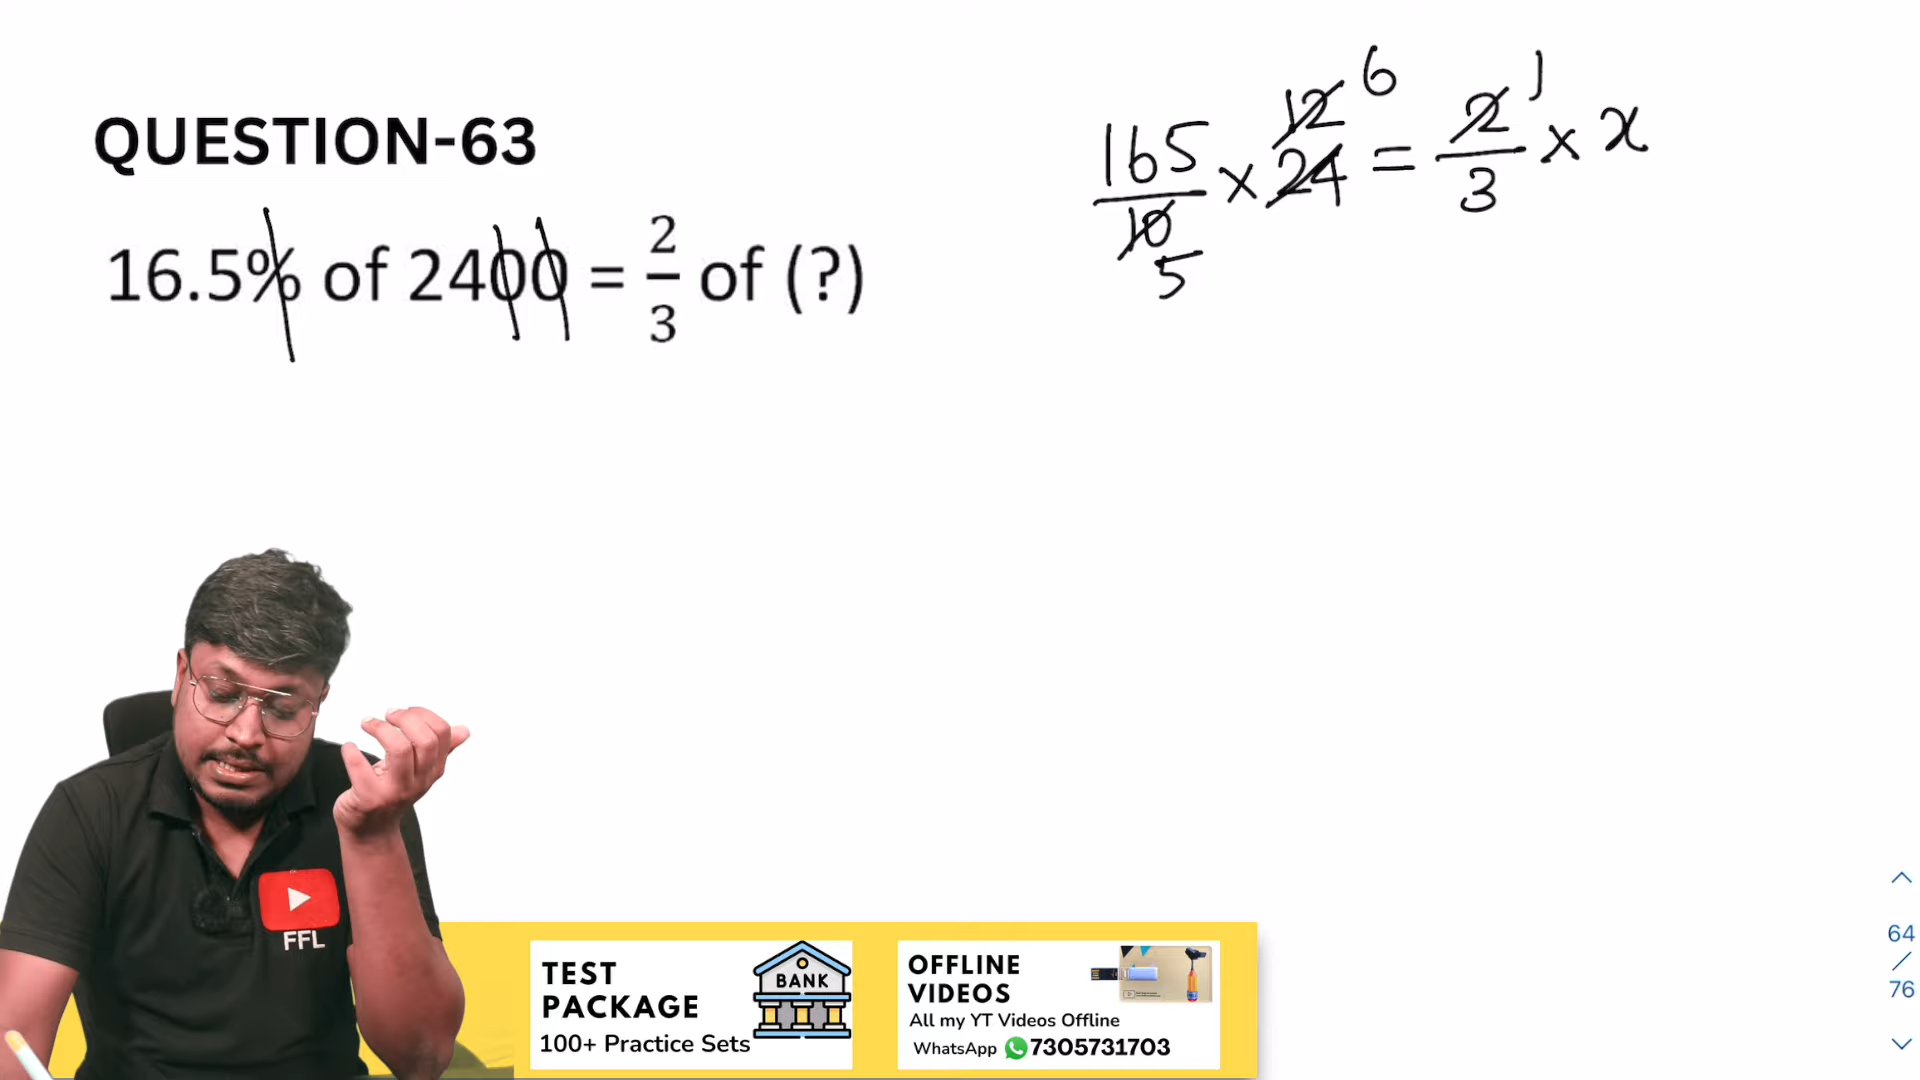 QUESTION-63
16.5% of 2400 = 2/3 of (?)
165/10 × 24 = 2/3 × x
12 6
1
5
FFL
TEST
PACKAGE
100+ Practice Sets
BANK
OFFLINE
VIDEOS
All my YT Videos Offline
WhatsApp 7305731703
64
/
76